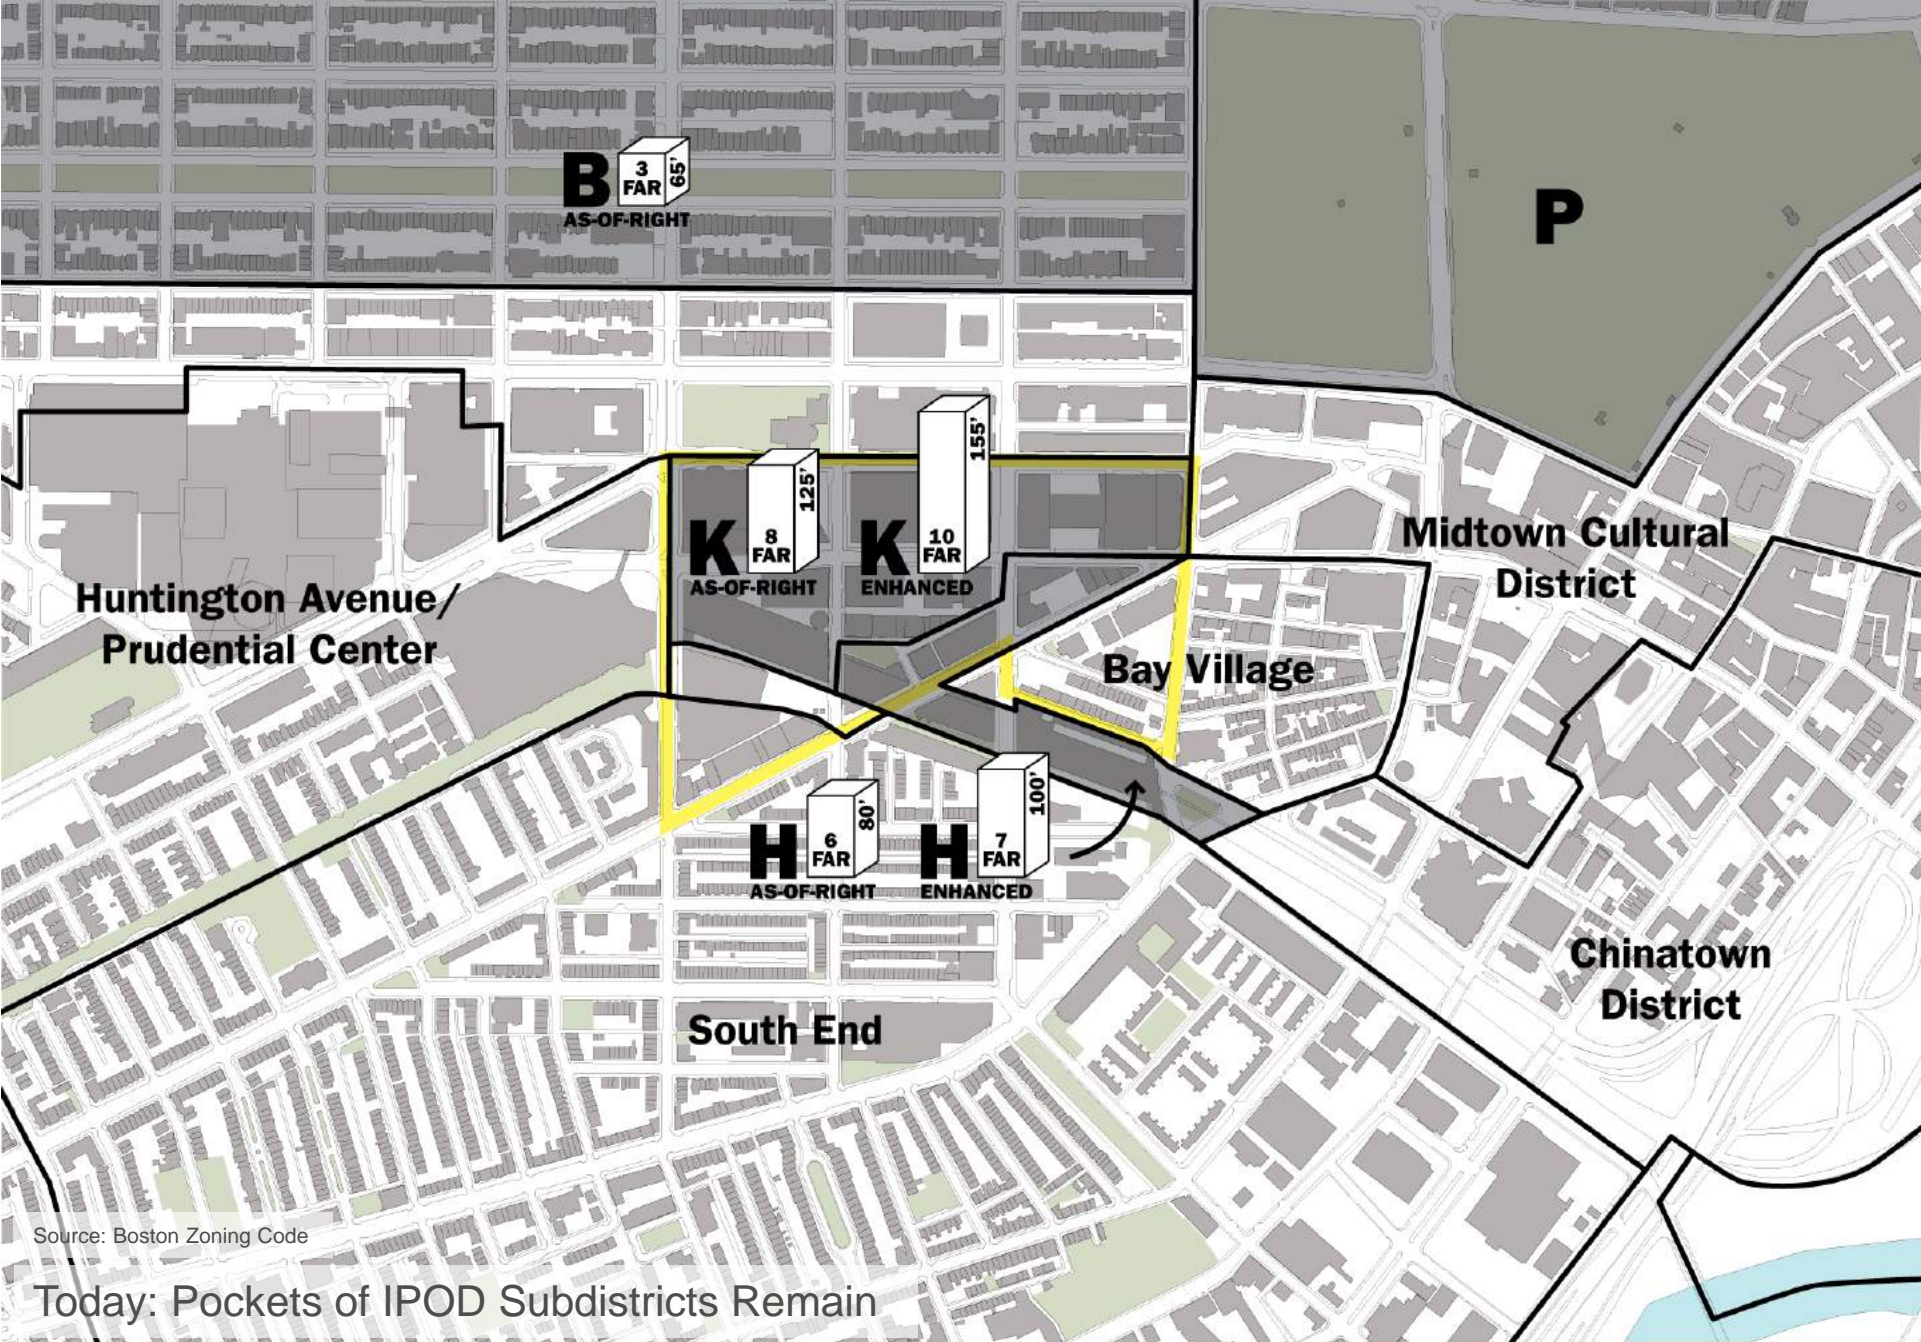 B
3
FAR
65'
AS-OF-RIGHT
P
K
8
FAR
125'
AS-OF-RIGHT
K
10
FAR
155'
ENHANCED
Midtown Cultural
District
Huntington Avenue/
Prudential Center
Bay Village
H
6
FAR
80'
AS-OF-RIGHT
H
7
FAR
100'
ENHANCED
Chinatown
District
South End
Source: Boston Zoning Code
Today: Pockets of IPOD Subdistricts Remain